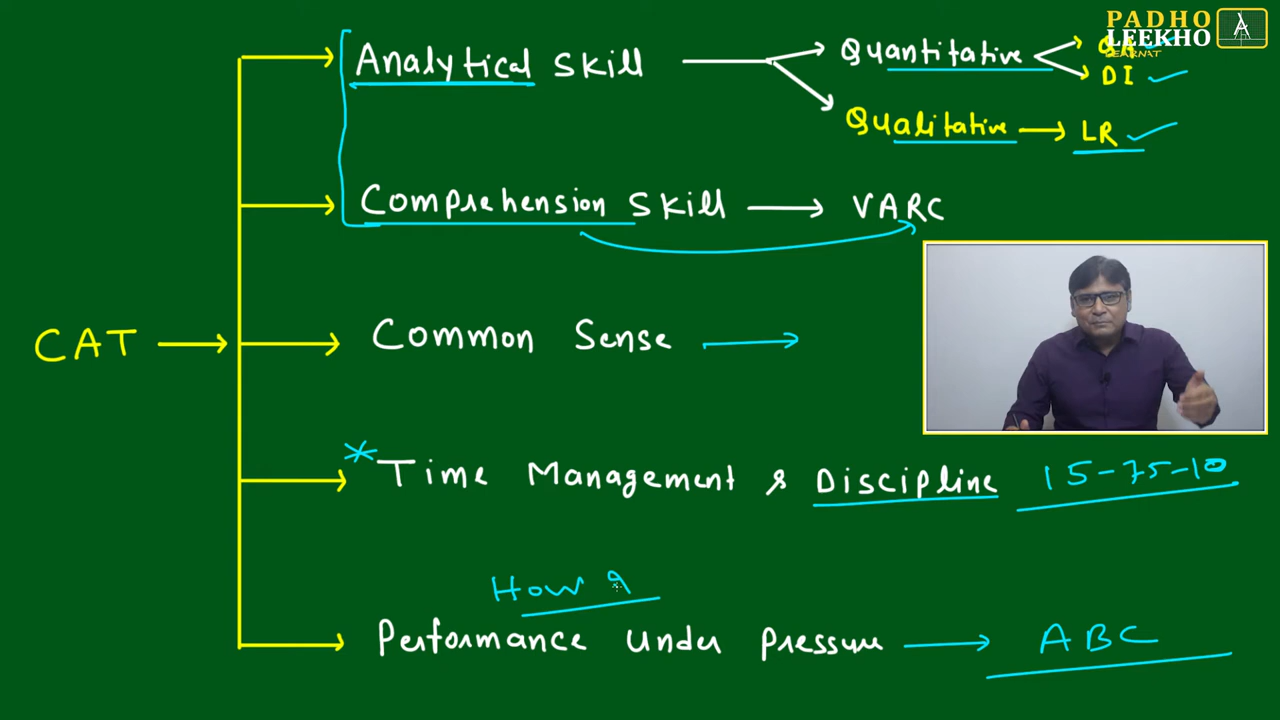 PADHO
LEEKHO
Analytical Skill
Quantitative
DI
Qualitative
LR
Comprehension Skill
VARC
CAT
Common Sense
*Time Management & Discipline 15-75-10
How ?
Performance Under Pressure
ABC